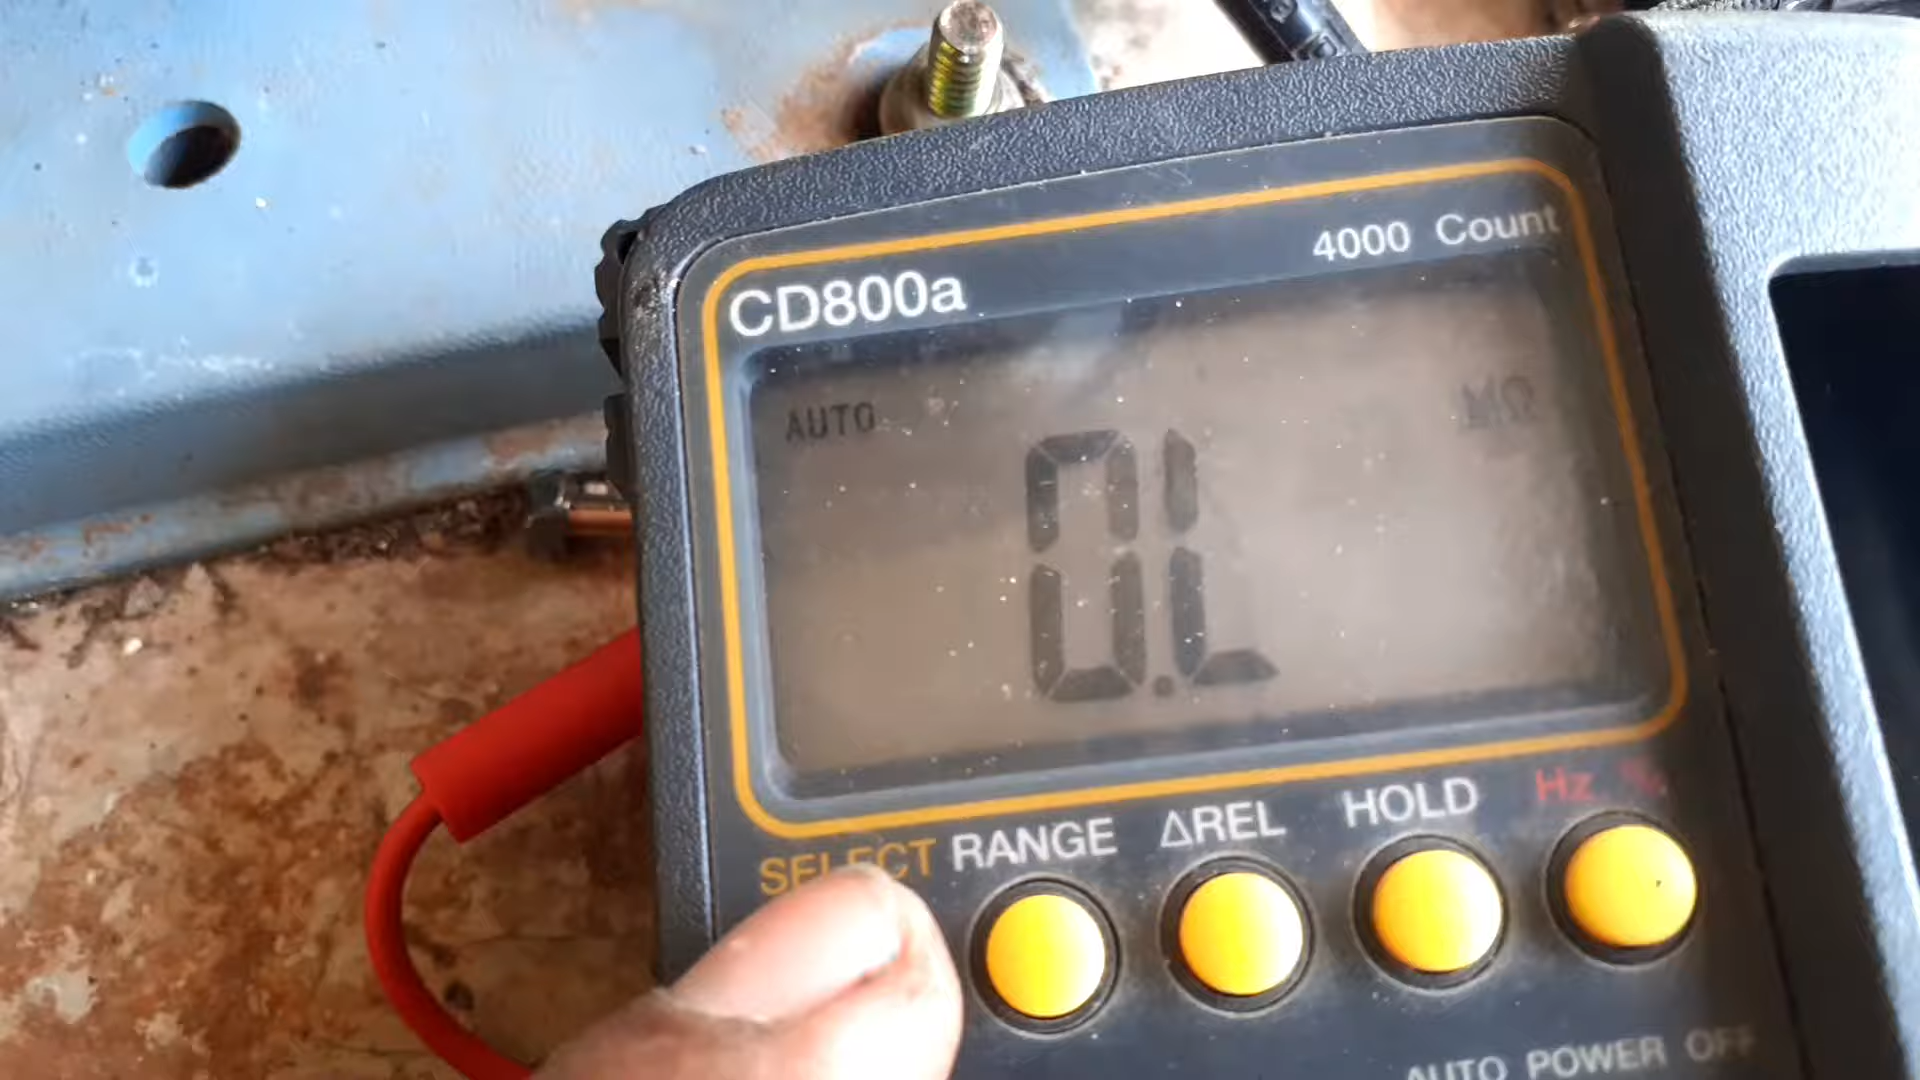 4000 Count
CD800a
AUTO
MΩ
0.L
SELECT RANGE ΔREL HOLD Hz %
AUTO POWER OFF